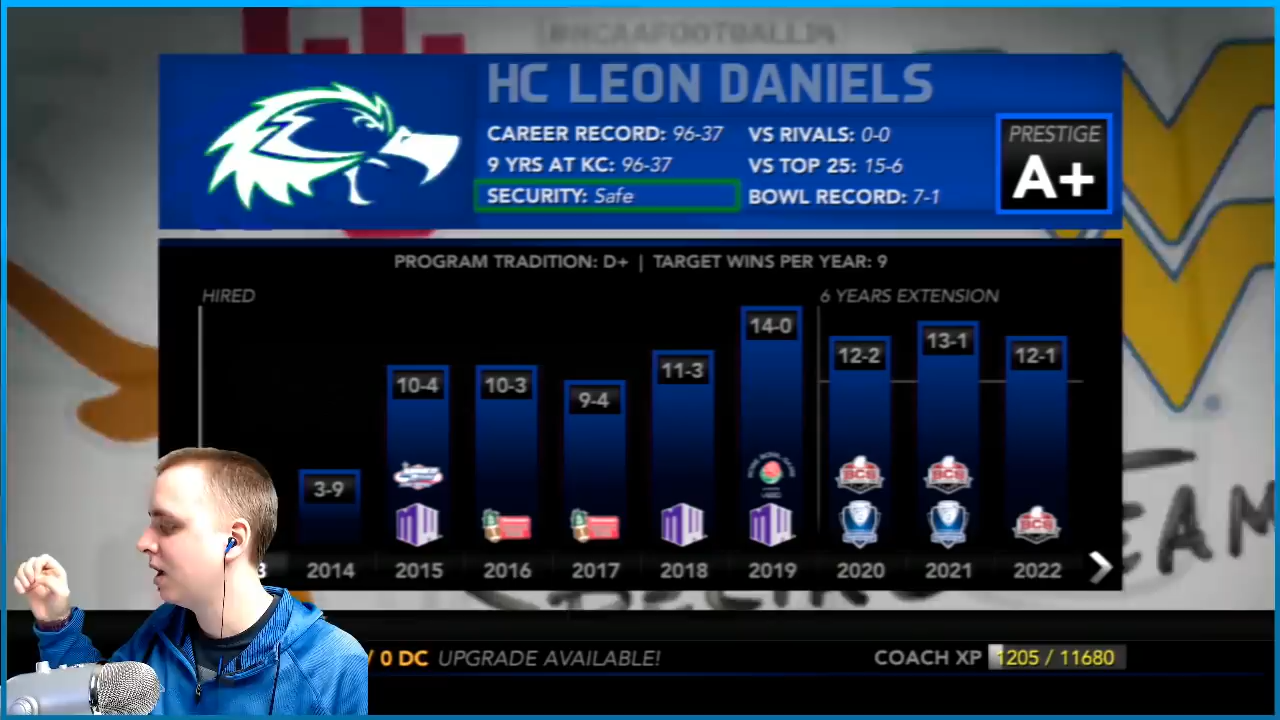 #NCAAFOOTBALL14
HC LEON DANIELS
CAREER RECORD: 96-37
VS RIVALS: 0-0
9 YRS AT KC: 96-37
VS TOP 25: 15-6
SECURITY: Safe
BOWL RECORD: 7-1
PRESTIGE
A+
PROGRAM TRADITION: D+ | TARGET WINS PER YEAR: 9
HIRED
6 YEARS EXTENSION
3-9
10-4
10-3
9-4
11-3
14-0
12-2
13-1
12-1
BCS
BCS
BCS
3 2014 2015 2016 2017 2018 2019 2020 2021 2022
/ 0 DC UPGRADE AVAILABLE!
COACH XP 1205 / 11680